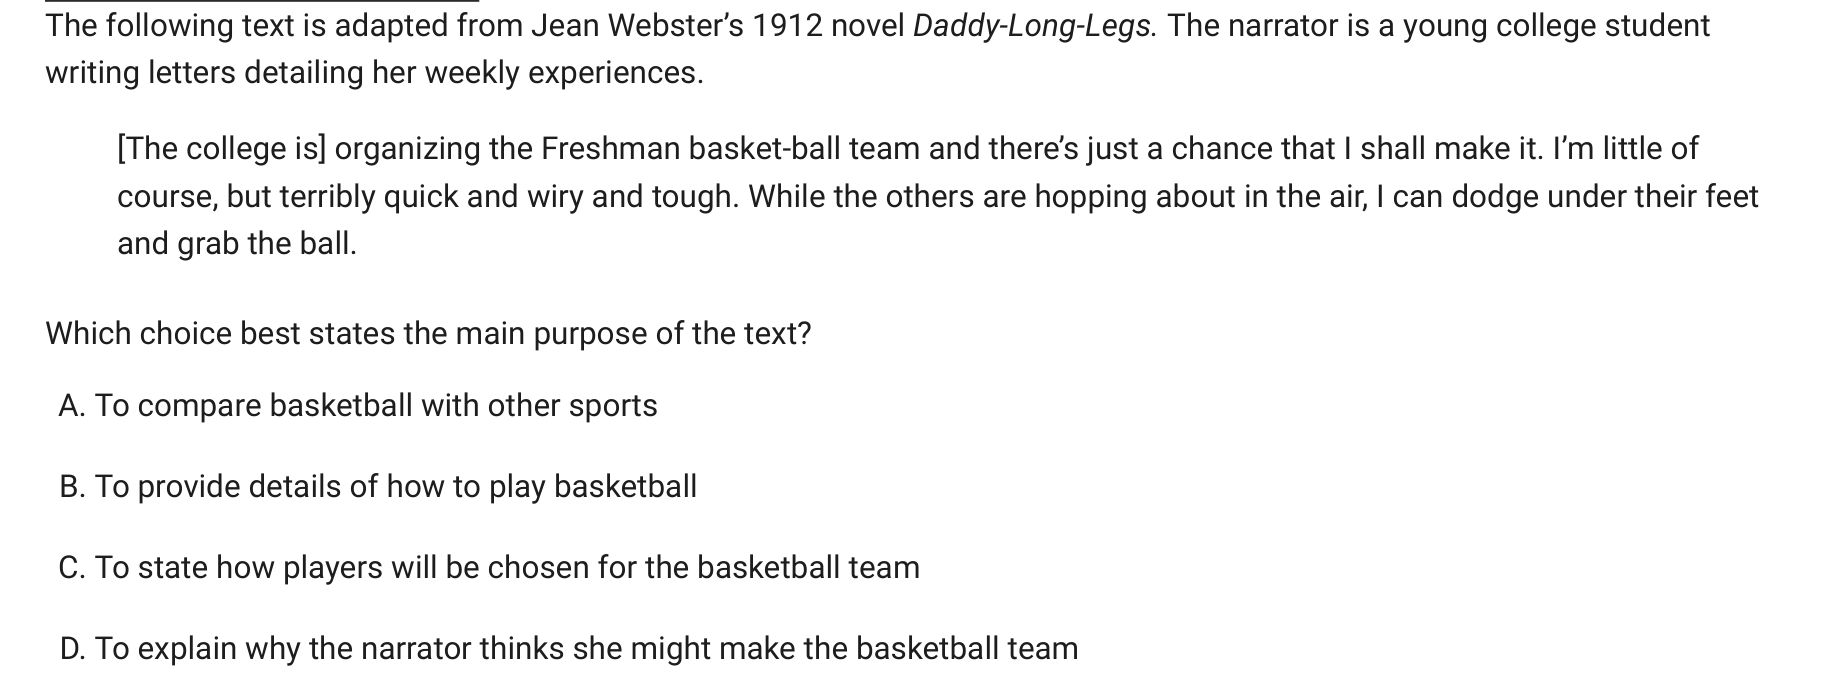 The following text is adapted from Jean Webster’s 1912 novel Daddy-Long-Legs. The narrator is a young college student
writing letters detailing her weekly experiences.
[The college is] organizing the Freshman basket-ball team and there’s just a chance that I shall make it. I’m little of
course, but terribly quick and wiry and tough. While the others are hopping about in the air, I can dodge under their feet
and grab the ball.
Which choice best states the main purpose of the text?
A. To compare basketball with other sports
B. To provide details of how to play basketball
C. To state how players will be chosen for the basketball team
D. To explain why the narrator thinks she might make the basketball team